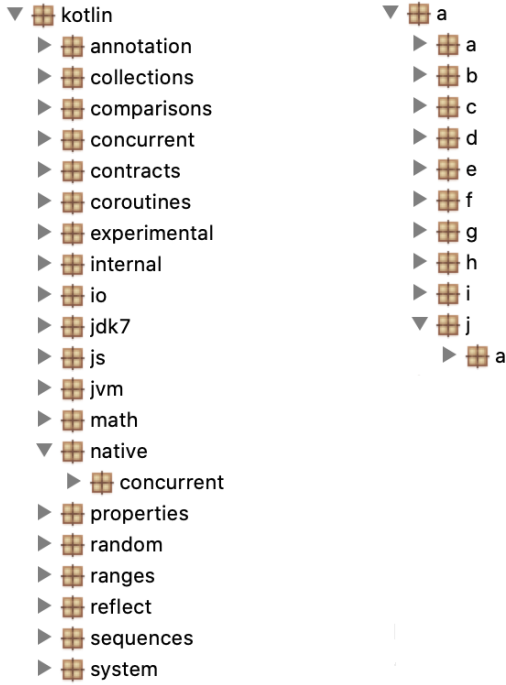 kotlin
annotation
collections
comparisons
concurrent
contracts
coroutines
experimental
internal
io
jdk7
js
jvm
math
native
concurrent
properties
random
ranges
reflect
sequences
system
a
a
b
c
d
e
f
g
h
i
j
a